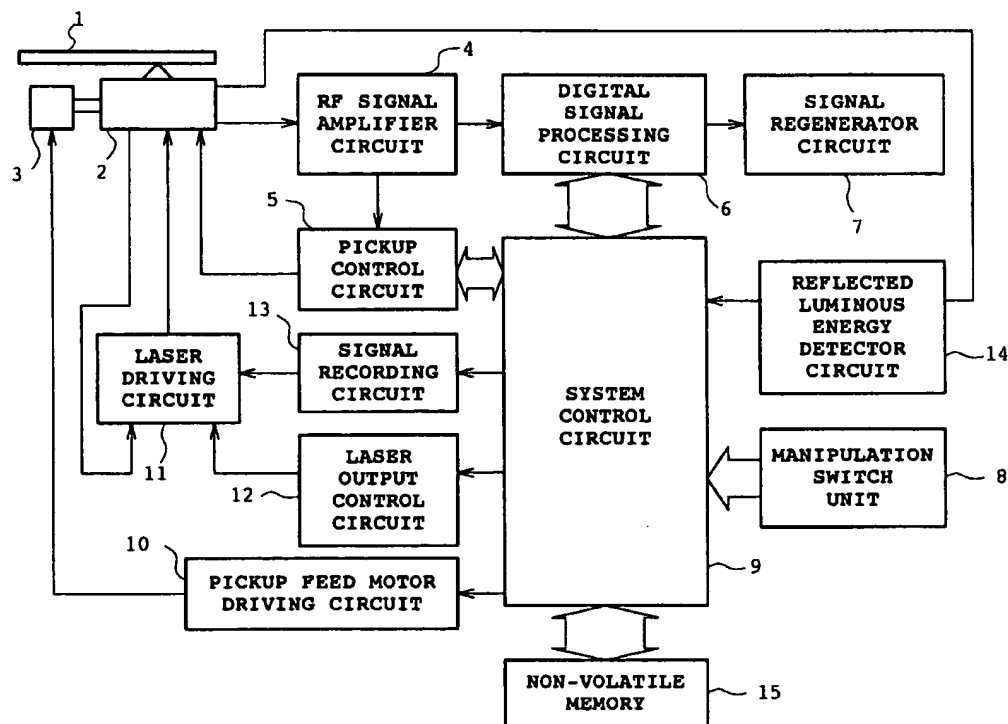 1
4
RF SIGNAL
AMPLIFIER
CIRCUIT
DIGITAL
SIGNAL
PROCESSING
CIRCUIT
SIGNAL
REGENERATOR
CIRCUIT
3
2
5
6
7
PICKUP
CONTROL
CIRCUIT
REFLECTED
LUMINOUS
ENERGY
DETECTOR
CIRCUIT
14
13
LASER
DRIVING
CIRCUIT
11
SIGNAL
RECORDING
CIRCUIT
SYSTEM
CONTROL
CIRCUIT
12
LASER
OUTPUT
CONTROL
CIRCUIT
MANIPULATION
SWITCH
UNIT
8
10
PICKUP FEED MOTOR
DRIVING CIRCUIT
9
NON-VOLATILE
MEMORY
15